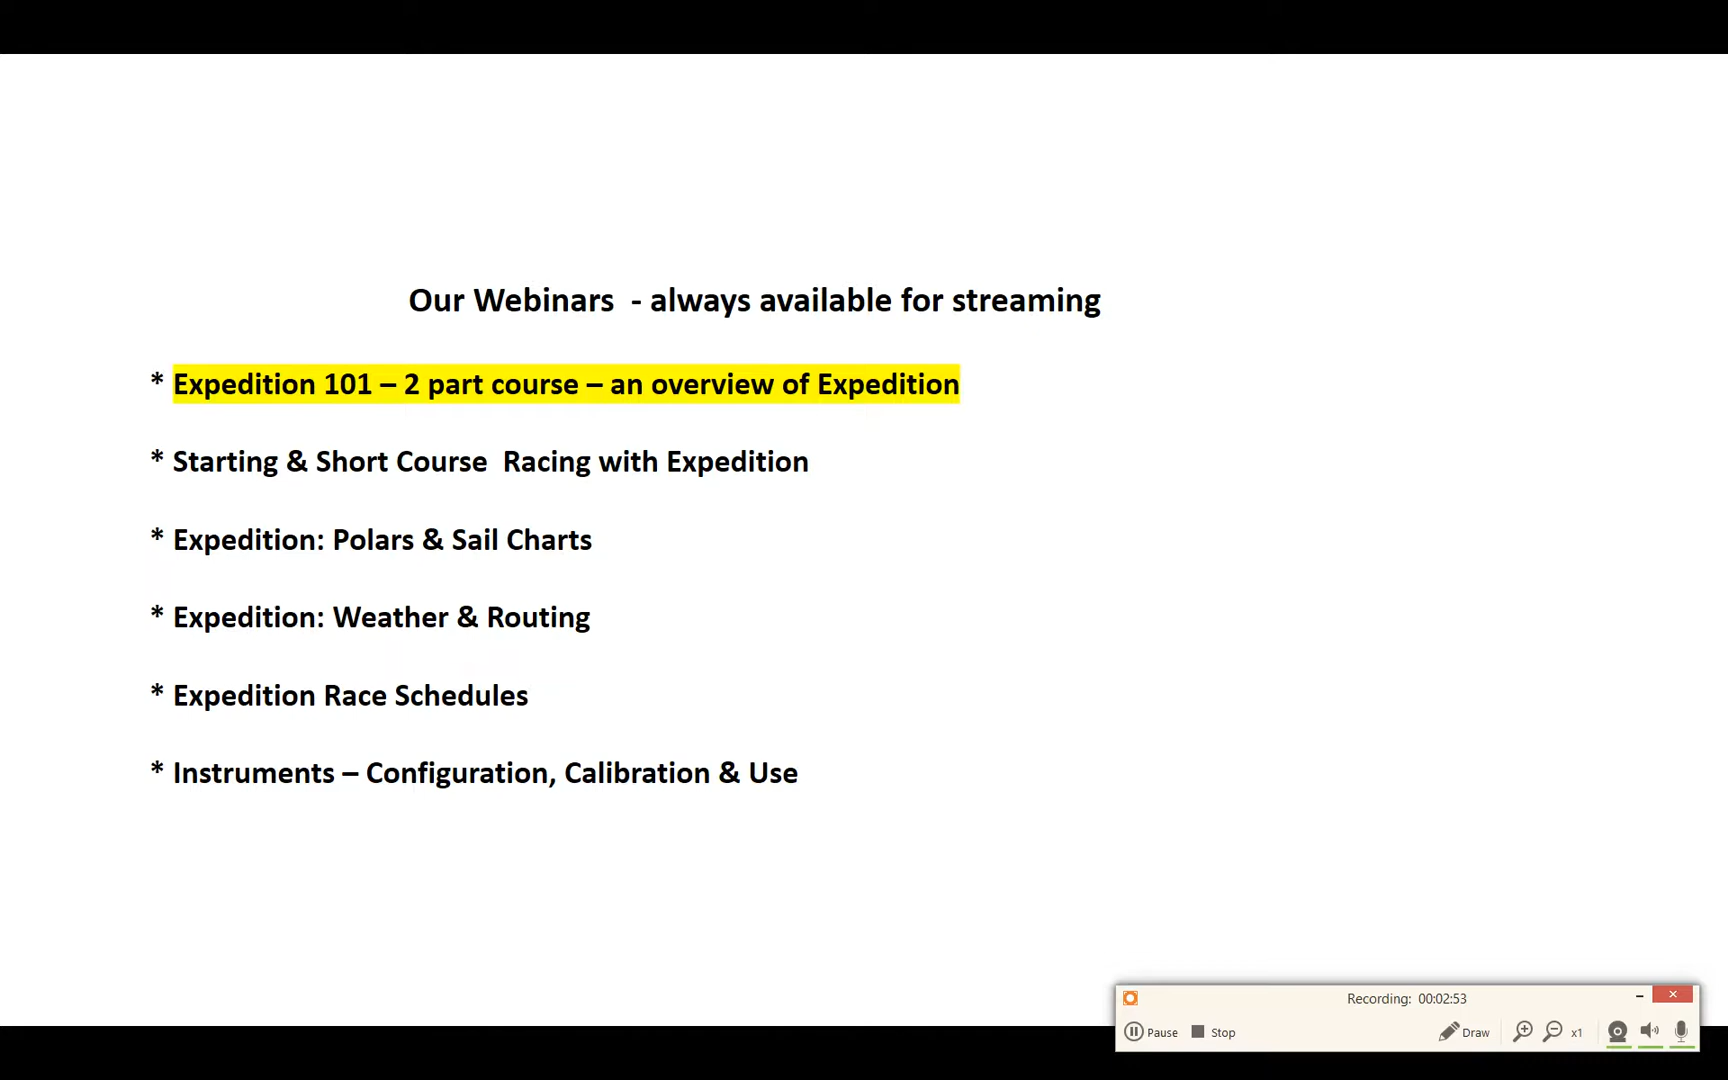 Our Webinars - always available for streaming
* Expedition 101 – 2 part course – an overview of Expedition
* Starting & Short Course Racing with Expedition
* Expedition: Polars & Sail Charts
* Expedition: Weather & Routing
* Expedition Race Schedules
* Instruments – Configuration, Calibration & Use
Recording: 00:02:53
Pause Stop Draw x1